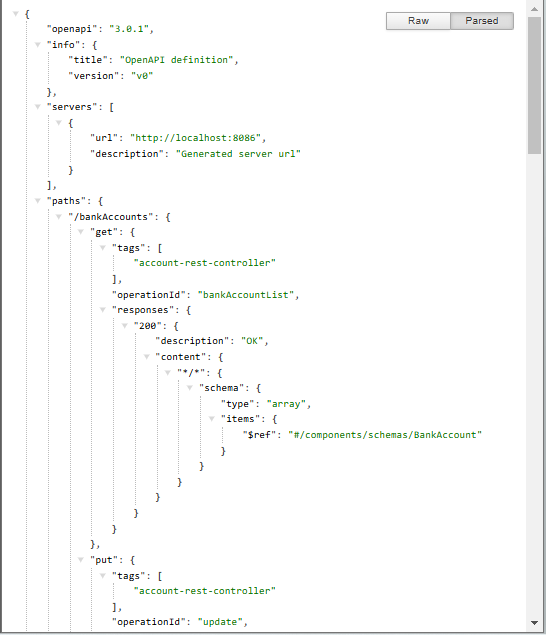 Raw Parsed
{
"openapi": "3.0.1",
"info": {
"title": "OpenAPI definition",
"version": "v0"
},
"servers": [
{
"url": "http://localhost:8086",
"description": "Generated server url"
}
],
"paths": {
"/bankAccounts": {
"get": {
"tags": [
"account-rest-controller"
],
"operationId": "bankAccountList",
"responses": {
"200": {
"description": "OK",
"content": {
"*/*": {
"schema": {
"type": "array",
"items": {
"$ref": "#/components/schemas/BankAccount"
}
}
}
}
}
}
},
"put": {
"tags": [
"account-rest-controller"
],
"operationId": "update",